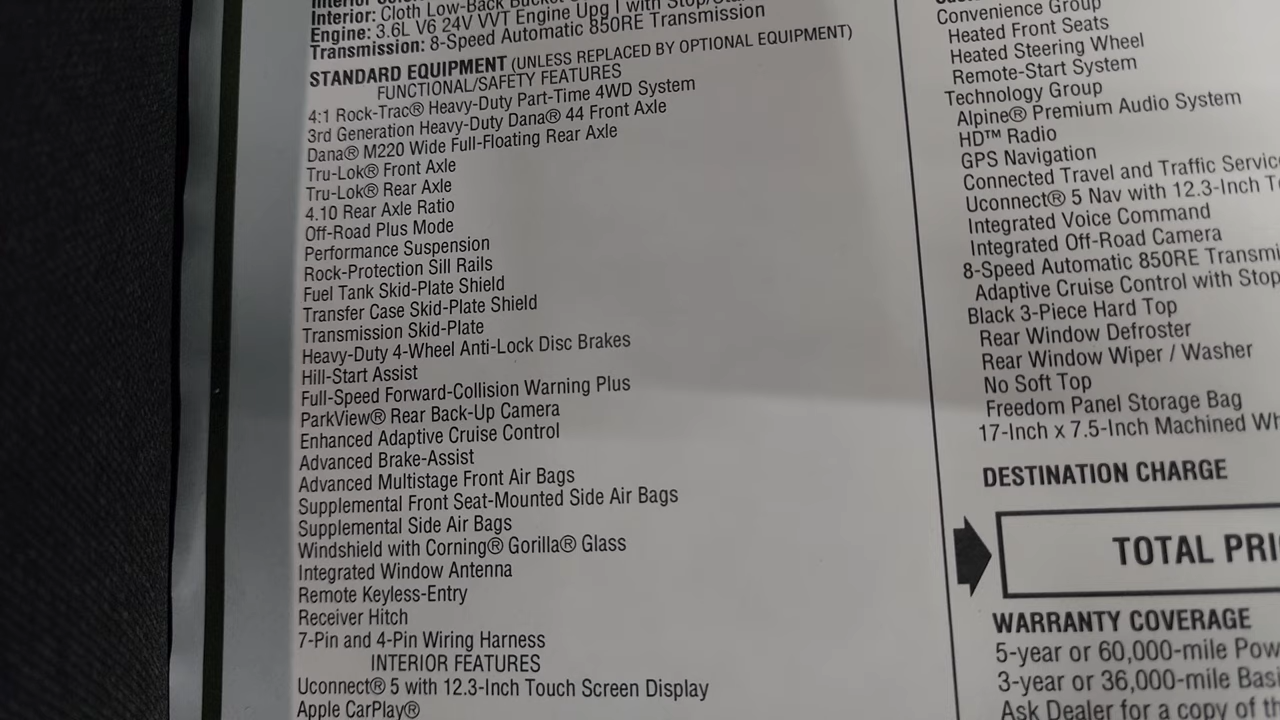 Interior: Cloth Low-Back Bucket
Engine: 3.6L V6 24V VVT Engine Upg I with Stop/Start
Transmission: 8-Speed Automatic 850RE Transmission
STANDARD EQUIPMENT (UNLESS REPLACED BY OPTIONAL EQUIPMENT)
FUNCTIONAL/SAFETY FEATURES
4:1 Rock-Trac® Heavy-Duty Part-Time 4WD System
3rd Generation Heavy-Duty Dana® 44 Front Axle
Dana® M220 Wide Full-Floating Rear Axle
Tru-Lok® Front Axle
Tru-Lok® Rear Axle
4.10 Rear Axle Ratio
Off-Road Plus Mode
Performance Suspension
Rock-Protection Sill Rails
Fuel Tank Skid-Plate Shield
Transfer Case Skid-Plate Shield
Transmission Skid-Plate
Heavy-Duty 4-Wheel Anti-Lock Disc Brakes
Hill-Start Assist
Full-Speed Forward-Collision Warning Plus
ParkView® Rear Back-Up Camera
Enhanced Adaptive Cruise Control
Advanced Brake-Assist
Advanced Multistage Front Air Bags
Supplemental Front Seat-Mounted Side Air Bags
Supplemental Side Air Bags
Windshield with Corning® Gorilla® Glass
Integrated Window Antenna
Remote Keyless-Entry
Receiver Hitch
7-Pin and 4-Pin Wiring Harness
INTERIOR FEATURES
Uconnect® 5 with 12.3-Inch Touch Screen Display
Apple CarPlay®
Convenience Group
Heated Front Seats
Heated Steering Wheel
Remote-Start System
Technology Group
Alpine® Premium Audio System
HD™ Radio
GPS Navigation
Connected Travel and Traffic Servic
Uconnect® 5 Nav with 12.3-Inch T
Integrated Voice Command
Integrated Off-Road Camera
8-Speed Automatic 850RE Transmi
Adaptive Cruise Control with Stop
Black 3-Piece Hard Top
Rear Window Defroster
Rear Window Wiper / Washer
No Soft Top
Freedom Panel Storage Bag
17-Inch x 7.5-Inch Machined Wh
DESTINATION CHARGE
TOTAL PRI
WARRANTY COVERAGE
5-year or 60,000-mile Pow
3-year or 36,000-mile Basi
Ask Dealer for a copy of th